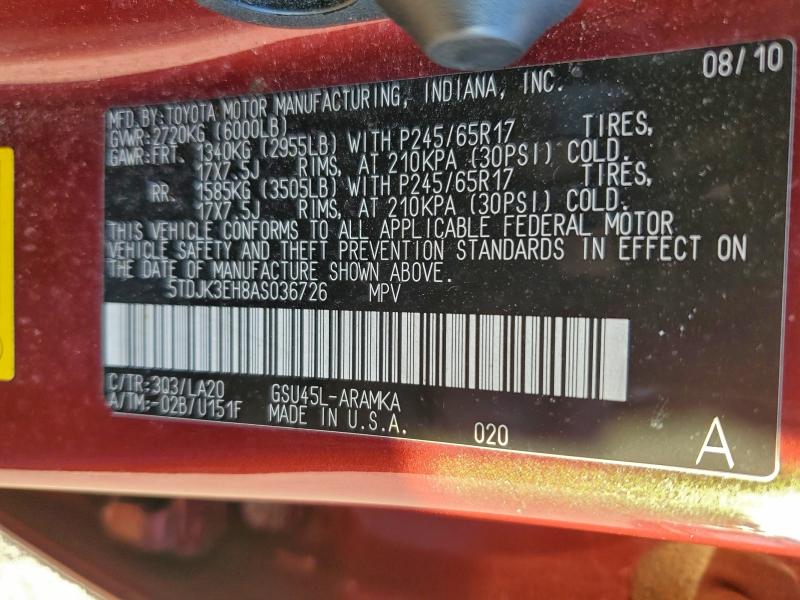 08/10
MFD. BY: TOYOTA MOTOR MANUFACTURING, INDIANA, INC.
GVWR: 2720KG (6000LB)
GAWR: FRT. 1340KG (2955LB) WITH P245/65R17 TIRES,
17X7.5J RIMS, AT 210KPA (30PSI) COLD.
RR. 1585KG (3505LB) WITH P245/65R17 TIRES,
17X7.5J RIMS, AT 210KPA (30PSI) COLD.
THIS VEHICLE CONFORMS TO ALL APPLICABLE FEDERAL MOTOR
VEHICLE SAFETY AND THEFT PREVENTION STANDARDS IN EFFECT ON
THE DATE OF MANUFACTURE SHOWN ABOVE.
5TDJK3EH8AS036726 MPV
C/TR: 303/LA20 GSU45L-ARAMKA
A/TM: -02B/U151F MADE IN U.S.A.
020
A